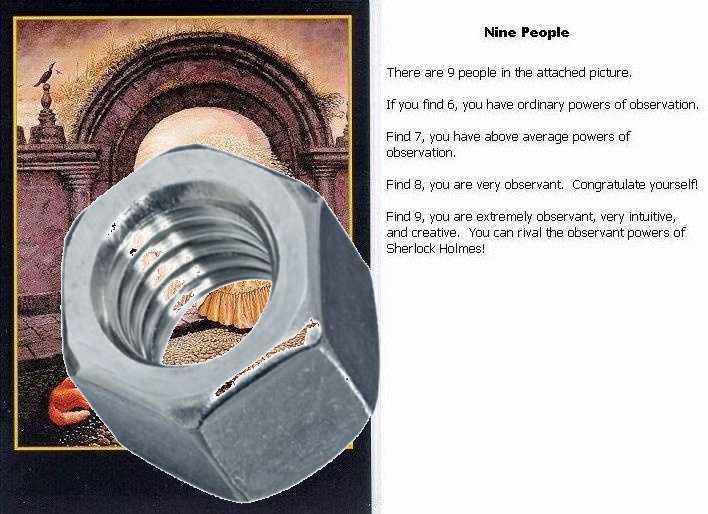 Nine People
There are 9 people in the attached picture.
If you find 6, you have ordinary powers of observation.
Find 7, you have above average powers of
observation.
Find 8, you are very observant.  Congratulate yourself!
Find 9, you are extremely observant, very intuitive,
and creative.  You can rival the observant powers of
Sherlock Holmes!